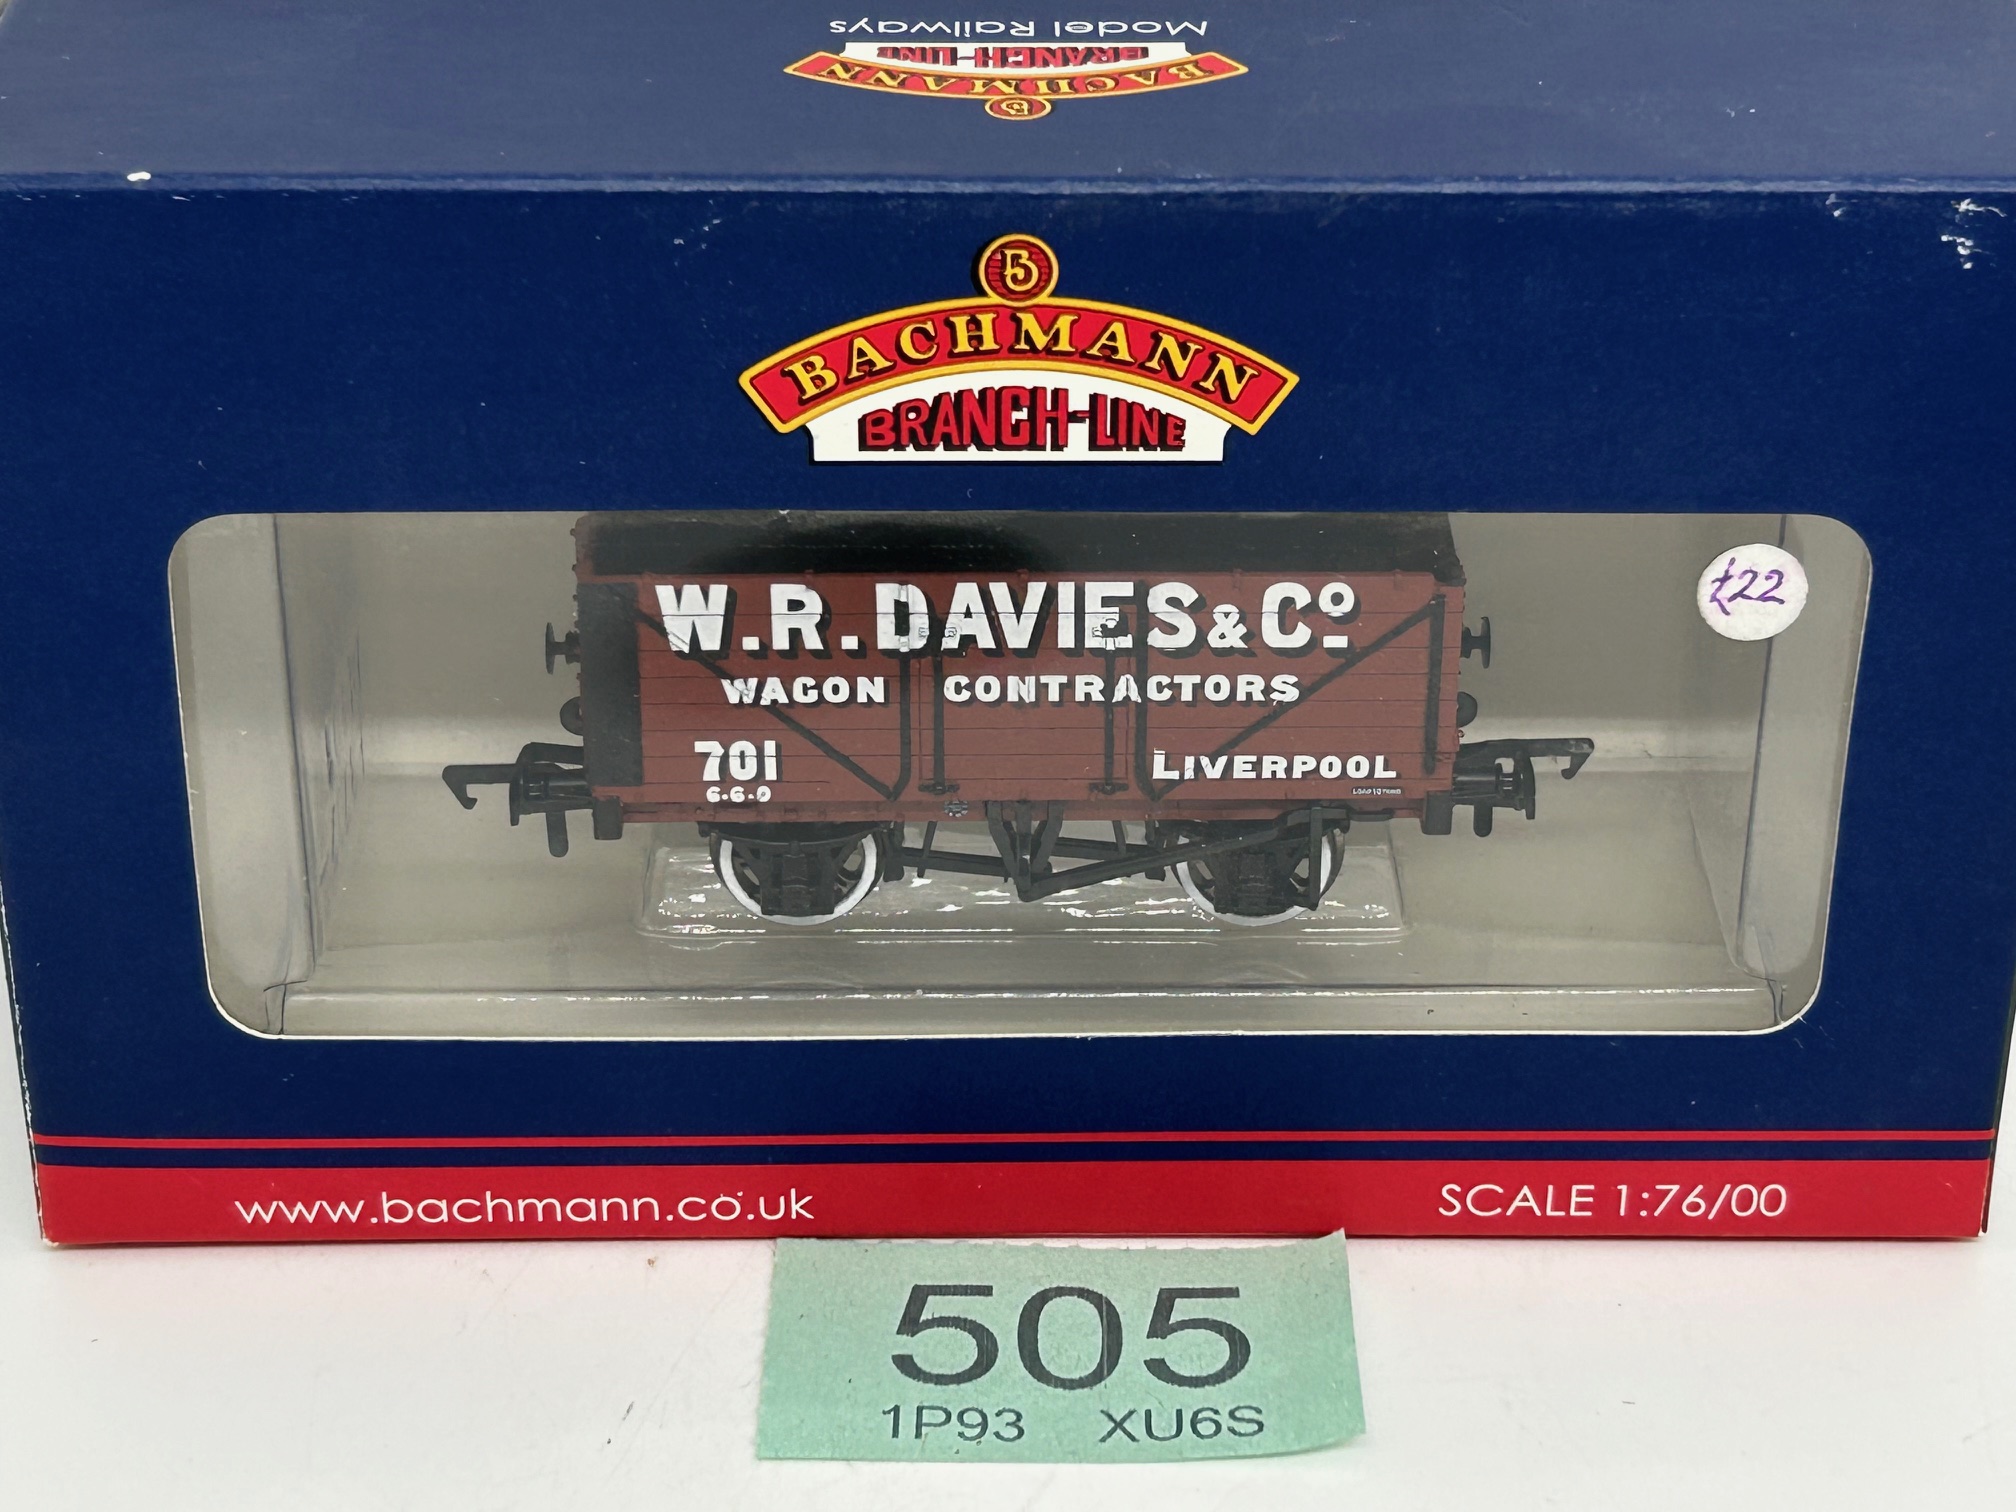 Model Railways
BRANCH-LINE
BACHMANN
B
B
BACHMANN
BRANCH-LINE
£22
W.R. DAVIES & Cº
WAGON CONTRACTORS
701
6.6.0
LIVERPOOL
www.bachmann.co.uk
SCALE 1:76/00
505
1P93 XU6S